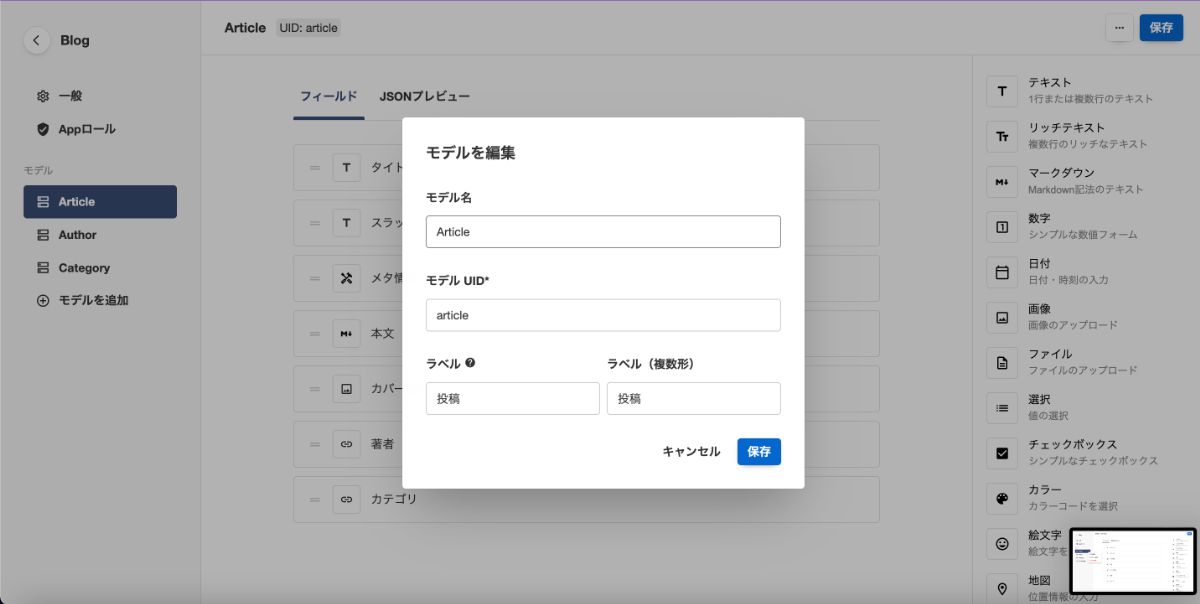 Blog
一般
Appロール
モデル
Article
Author
Category
モデルを追加
Article UID: article
...
保存
フィールド JSONプレビュー
T タイト
T スラッ
メタ情
M↓ 本文
カバー
著者
カテゴリ
モデルを編集
モデル名
Article
モデル UID*
article
ラベル ?
投稿
ラベル（複数形）
投稿
キャンセル 保存
T テキスト
1行または複数行のテキスト
Tт リッチテキスト
複数行のリッチなテキスト
M↓ マークダウン
Markdown記法のテキスト
1 数字
シンプルな数値フォーム
日付
日付・時刻の入力
画像
画像のアップロード
ファイル
ファイルのアップロード
選択
値の選択
チェックボックス
シンプルなチェックボックス
カラー
カラーコードを選択
絵文字
絵文字を
地図
位置情報の入力